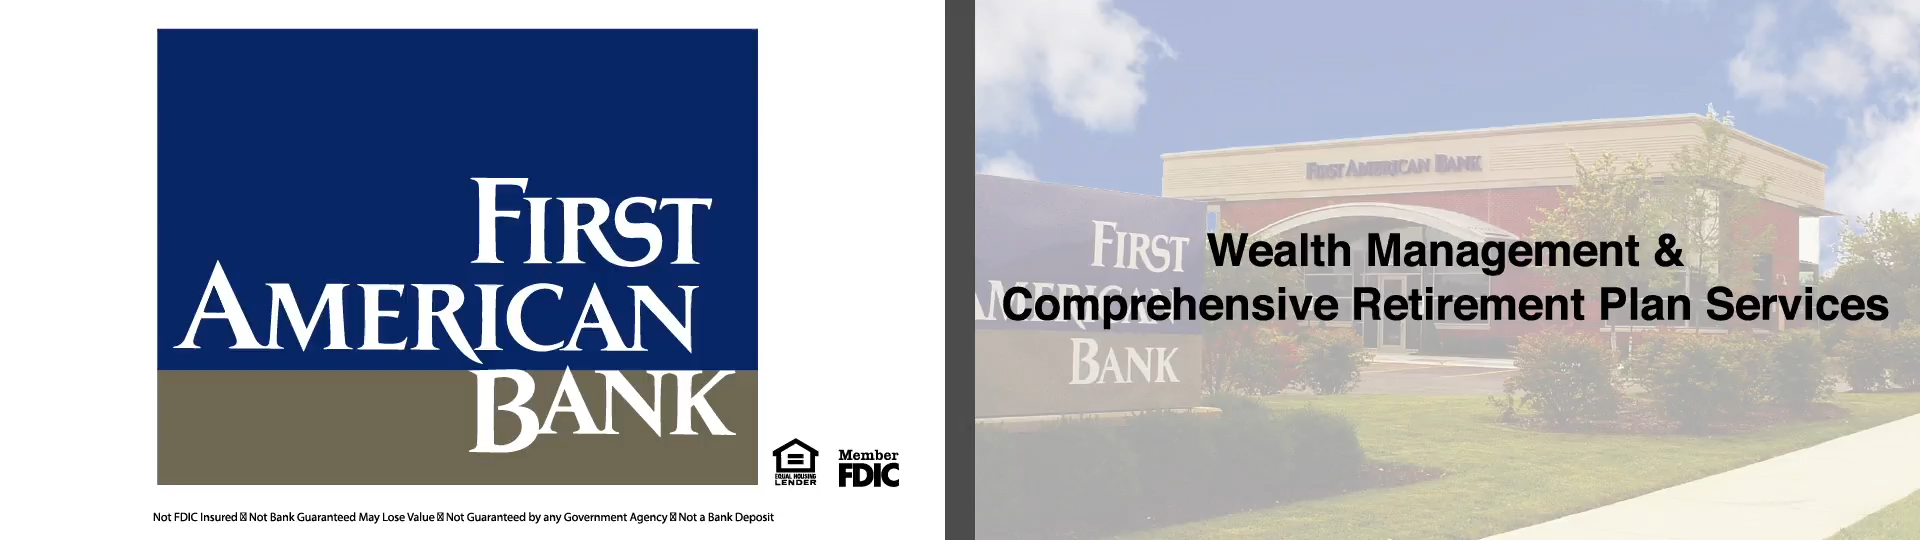 FIRST
AMERICAN
BANK
EQUAL HOUSING
LENDER
Member
FDIC
Not FDIC Insured ☒ Not Bank Guaranteed May Lose Value ☒ Not Guaranteed by any Government Agency ☒ Not a Bank Deposit
FIRST AMERICAN BANK
FIRST
AMERICAN
BANK
Wealth Management &
Comprehensive Retirement Plan Services